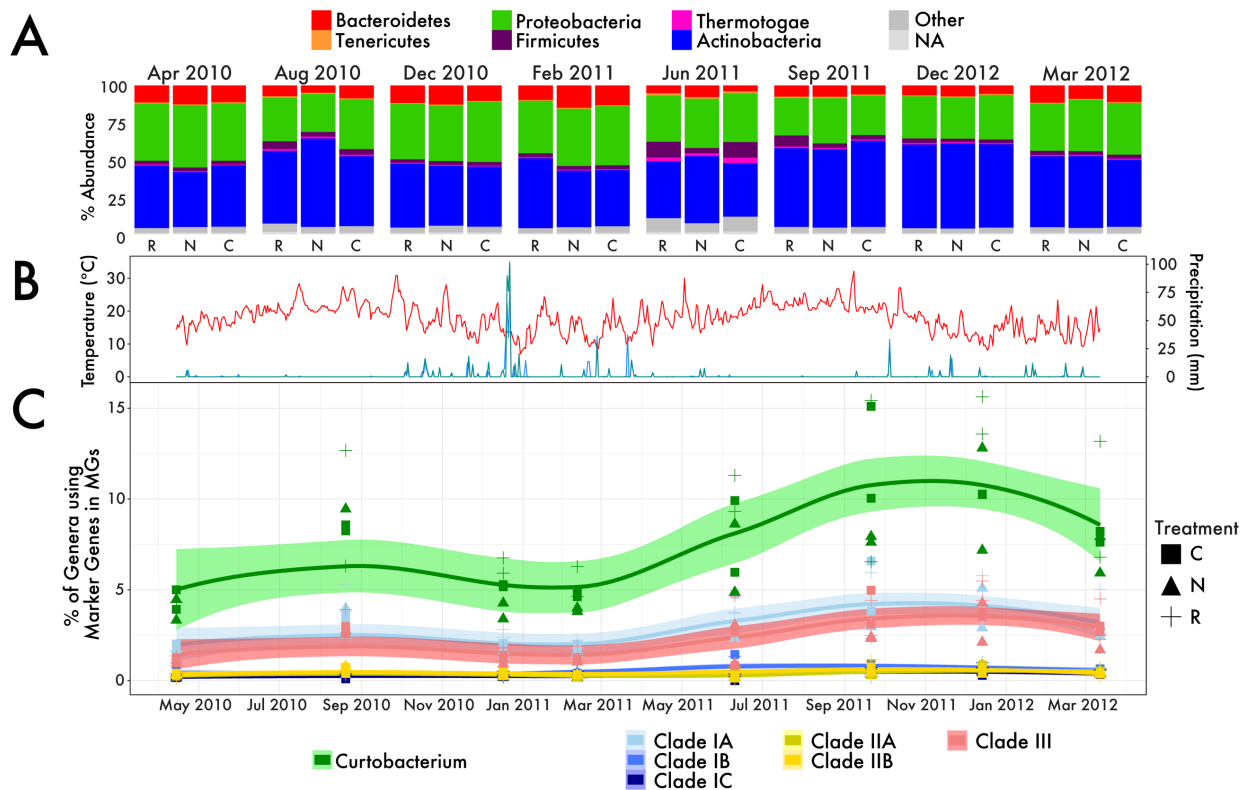 A
Bacteroidetes Proteobacteria Thermotogae Other
Tenericutes Firmicutes Actinobacteria NA
Apr 2010 Aug 2010 Dec 2010 Feb 2011 Jun 2011 Sep 2011 Dec 2012 Mar 2012
% Abundance
100
75
50
25
0
R N C R N C R N C R N C R N C R N C R N C R N C
B
Temperature (°C)
30
20
10
0
Precipitation (mm)
100
75
50
25
0
C
% of Genera using
Marker Genes in MGs
15
10
5
0
May 2010 Jul 2010 Sep 2010 Nov 2010 Jan 2011 Mar 2011 May 2011 Jul 2011 Sep 2011 Nov 2011 Jan 2012 Mar 2012
Treatment
C
N
R
Curtobacterium
Clade IA Clade IIA Clade III
Clade IB Clade IIB
Clade IC